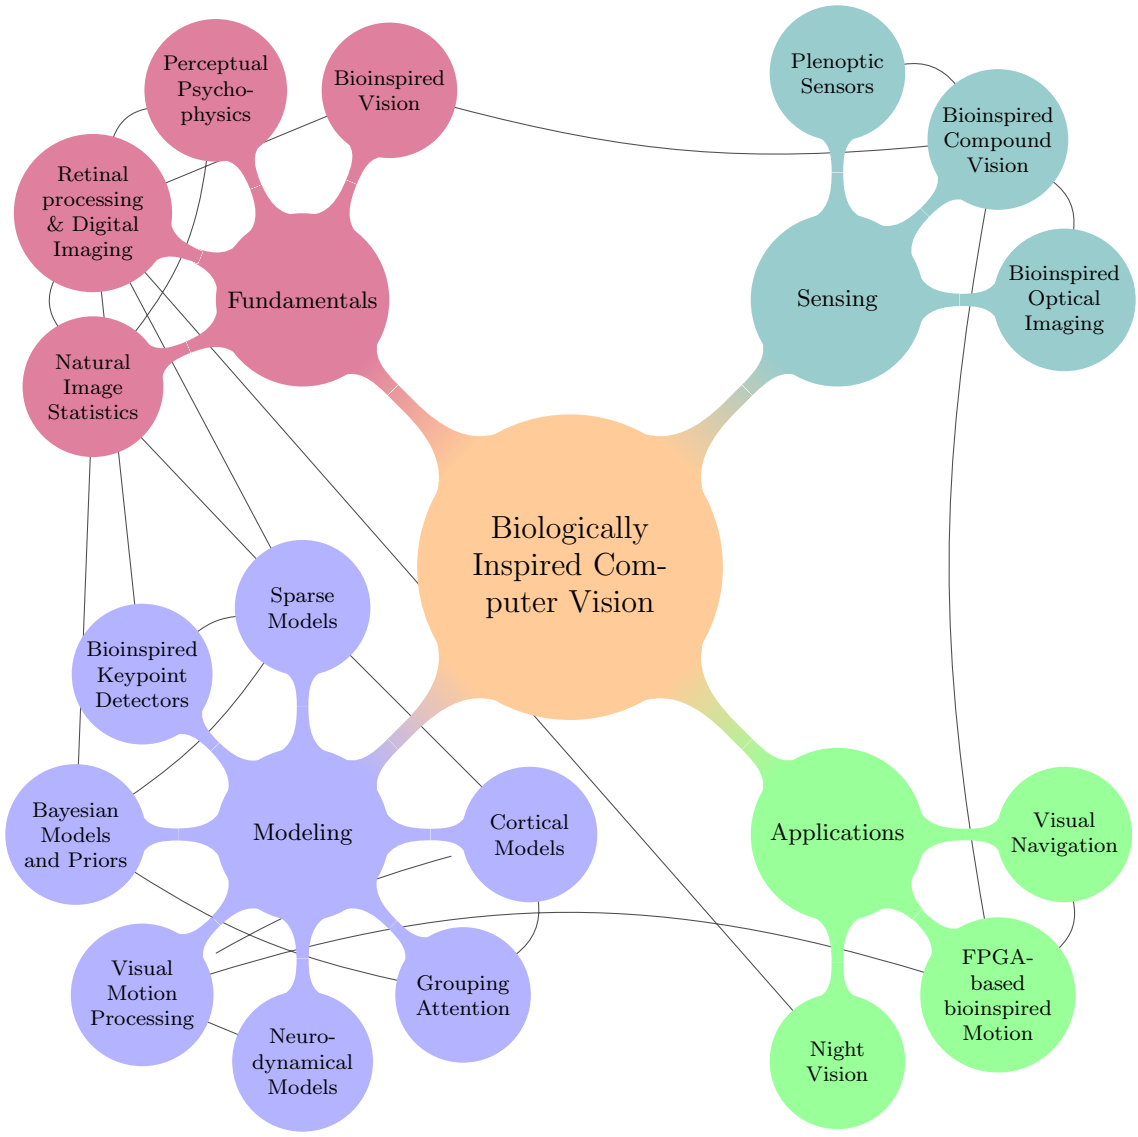 Perceptual
Psycho-
physics
Bioinspired
Vision
Retinal
processing
& Digital
Imaging
Fundamentals
Natural
Image
Statistics
Plenoptic
Sensors
Bioinspired
Compound
Vision
Sensing
Bioinspired
Optical
Imaging
Biologically
Inspired Com-
puter Vision
Sparse
Models
Bioinspired
Keypoint
Detectors
Bayesian
Models
and Priors
Modeling
Cortical
Models
Visual
Motion
Processing
Neuro-
dynamical
Models
Grouping
Attention
Applications
Visual
Navigation
FPGA-
based
bioinspired
Motion
Night
Vision